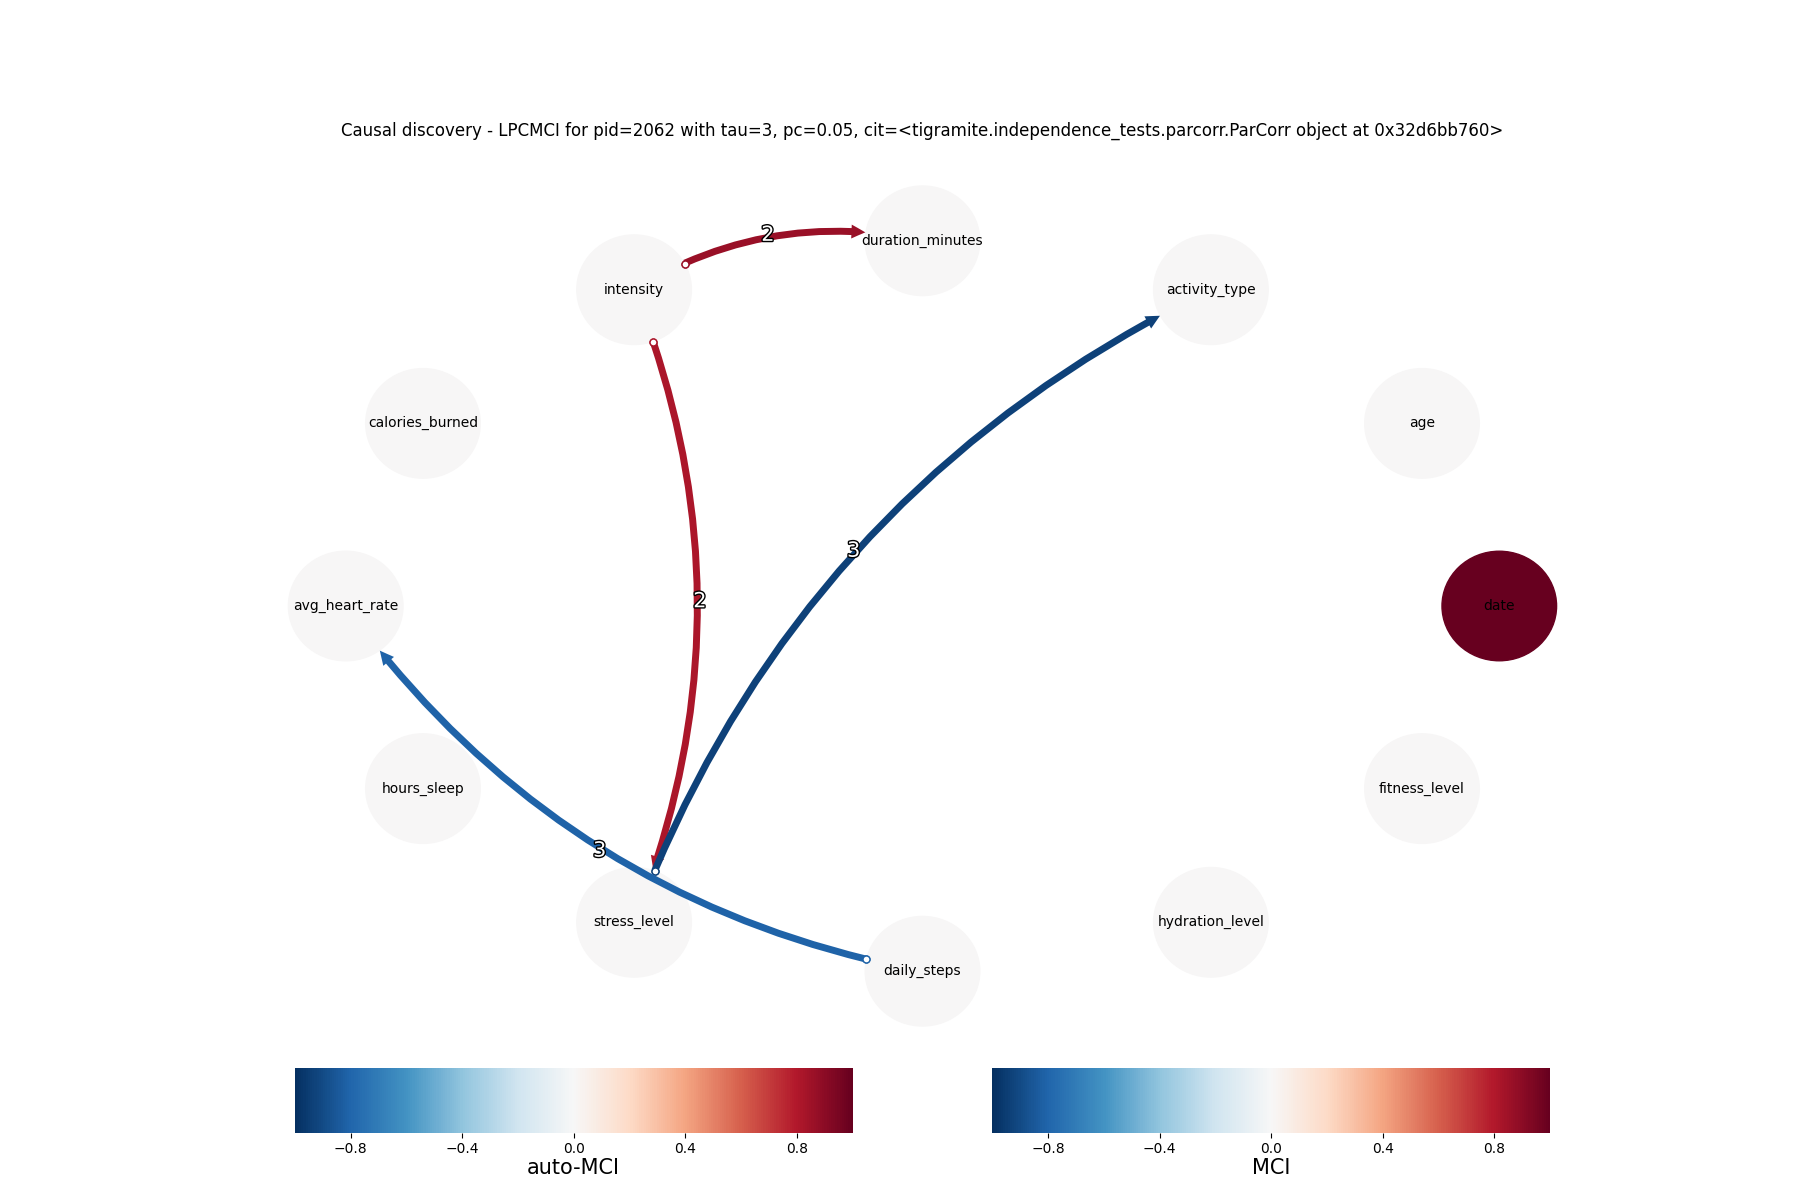 Causal discovery - LPCMCI for pid=2062 with tau=3, pc=0.05, cit=<tigramite.independence_tests.parcorr.ParCorr object at 0x32d6bb760>
2
duration_minutes
intensity
activity_type
calories_burned
age
3
2
avg_heart_rate
date
hours_sleep
fitness_level
3
stress_level
hydration_level
daily_steps
−0.8 −0.4 0.0 0.4 0.8
auto-MCI
−0.8 −0.4 0.0 0.4 0.8
MCI